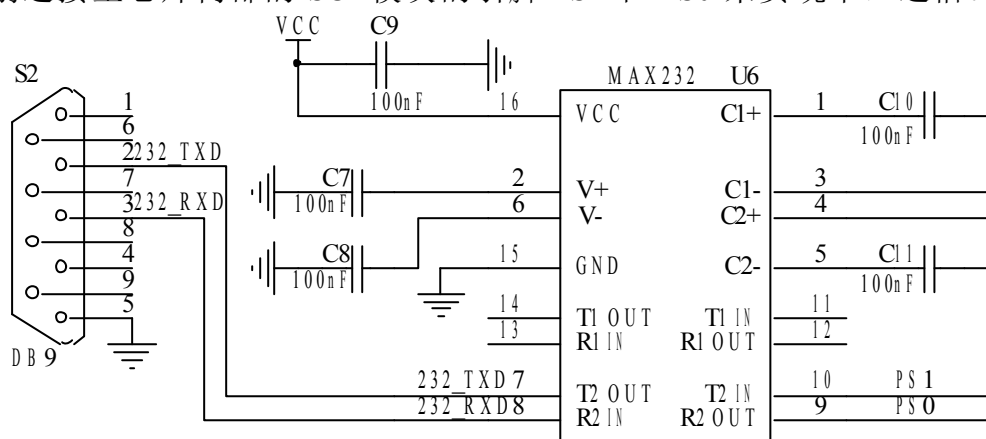 VCC
C9
100nF
S2
1
6
2
232_TXD
7
3
232_RXD
8
4
9
5
DB9
C7
100nF
C8
100nF
MAX232
U6
16
VCC
C1+
1
C10
100nF
2
V+
C1-
3
6
V-
C2+
4
15
GND
C2-
5
C11
100nF
14
T1 OUT
T1 IN
11
13
R1 IN
R1 OUT
12
232_TXD
7
T2 OUT
T2 IN
10
PS1
232_RXD
8
R2 IN
R2 OUT
9
PS0